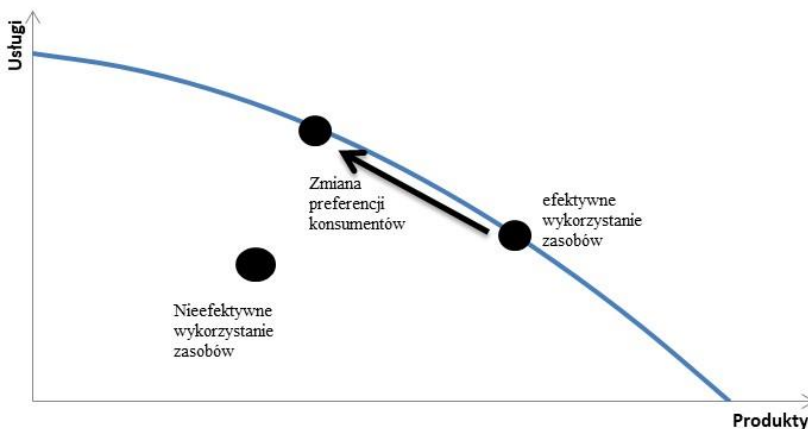 Usługi
Zmiana
preferencji
konsumentów
efektywne
wykorzystanie
zasobów
Nieefektywne
wykorzystanie
zasobów
Produkty